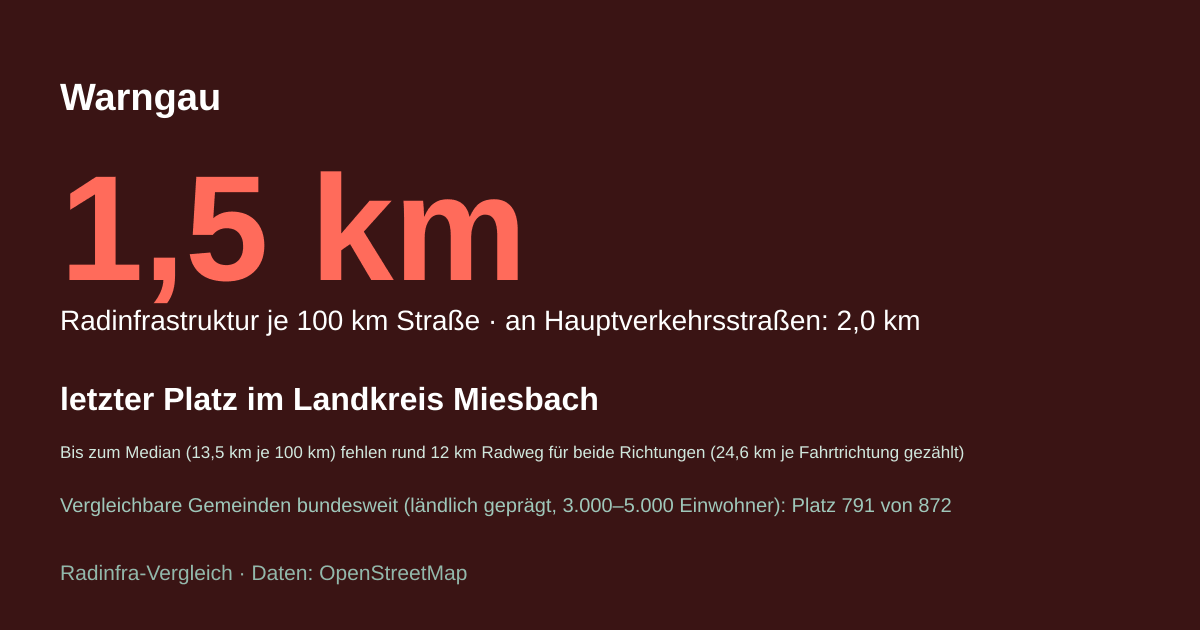 Warngau
1,5 km
Radinfrastruktur je 100 km Straße · an Hauptverkehrsstraßen: 2,0 km
letzter Platz im Landkreis Miesbach
Bis zum Median (13,5 km je 100 km) fehlen rund 12 km Radweg für beide Richtungen (24,6 km je Fahrtrichtung gezählt)
Vergleichbare Gemeinden bundesweit (ländlich geprägt, 3.000–5.000 Einwohner): Platz 791 von 872
Radinfra-Vergleich · Daten: OpenStreetMap